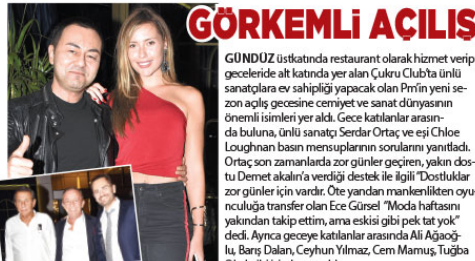 GÖRKEMLİ AÇILIŞ
GÜNDÜZ üstkatında restaurant olarak hizmet verip
geceleride alt katında yer alan Çukru Club'ta ünlü
sanatçılara ev sahipliği yapacak olan Pm'in yeni se-
zon açılış gecesine cemiyet ve sanat dünyasının
önemli isimleri yer aldı. Gece katılanlar arasın-
da buluna, ünlü sanatçı Serdar Ortaç ve eşi Chloe
Loughnan basın mensuplarının sorularını yanıtladı.
Ortaç son zamanlarda zor günler geçiren, yakın dos-
tu Demet akalın'a verdiği destek ile ilgili "Dostluklar
zor günler için vardır. Öte yandan mankenlikten oyu-
nculuğa transfer olan Ece Gürsel "Moda haftasını
yakından takip ettim, ama eskisi gibi pek tat yok"
dedi. Ayrıca geceye katılanlar arasında Ali Ağaoğ-
lu, Barış Dalan, Ceyhun Yılmaz, Cem Mamuş, Tuğba